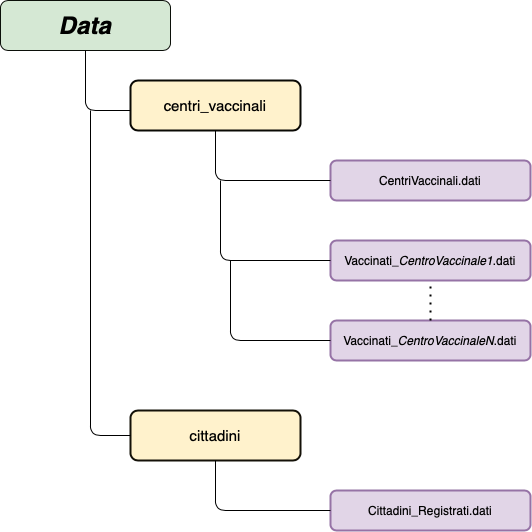 Data
centri_vaccinali
CentriVaccinali.dati
Vaccinati_CentroVaccinale1.dati
Vaccinati_CentroVaccinaleN.dati
cittadini
Cittadini_Registrati.dati